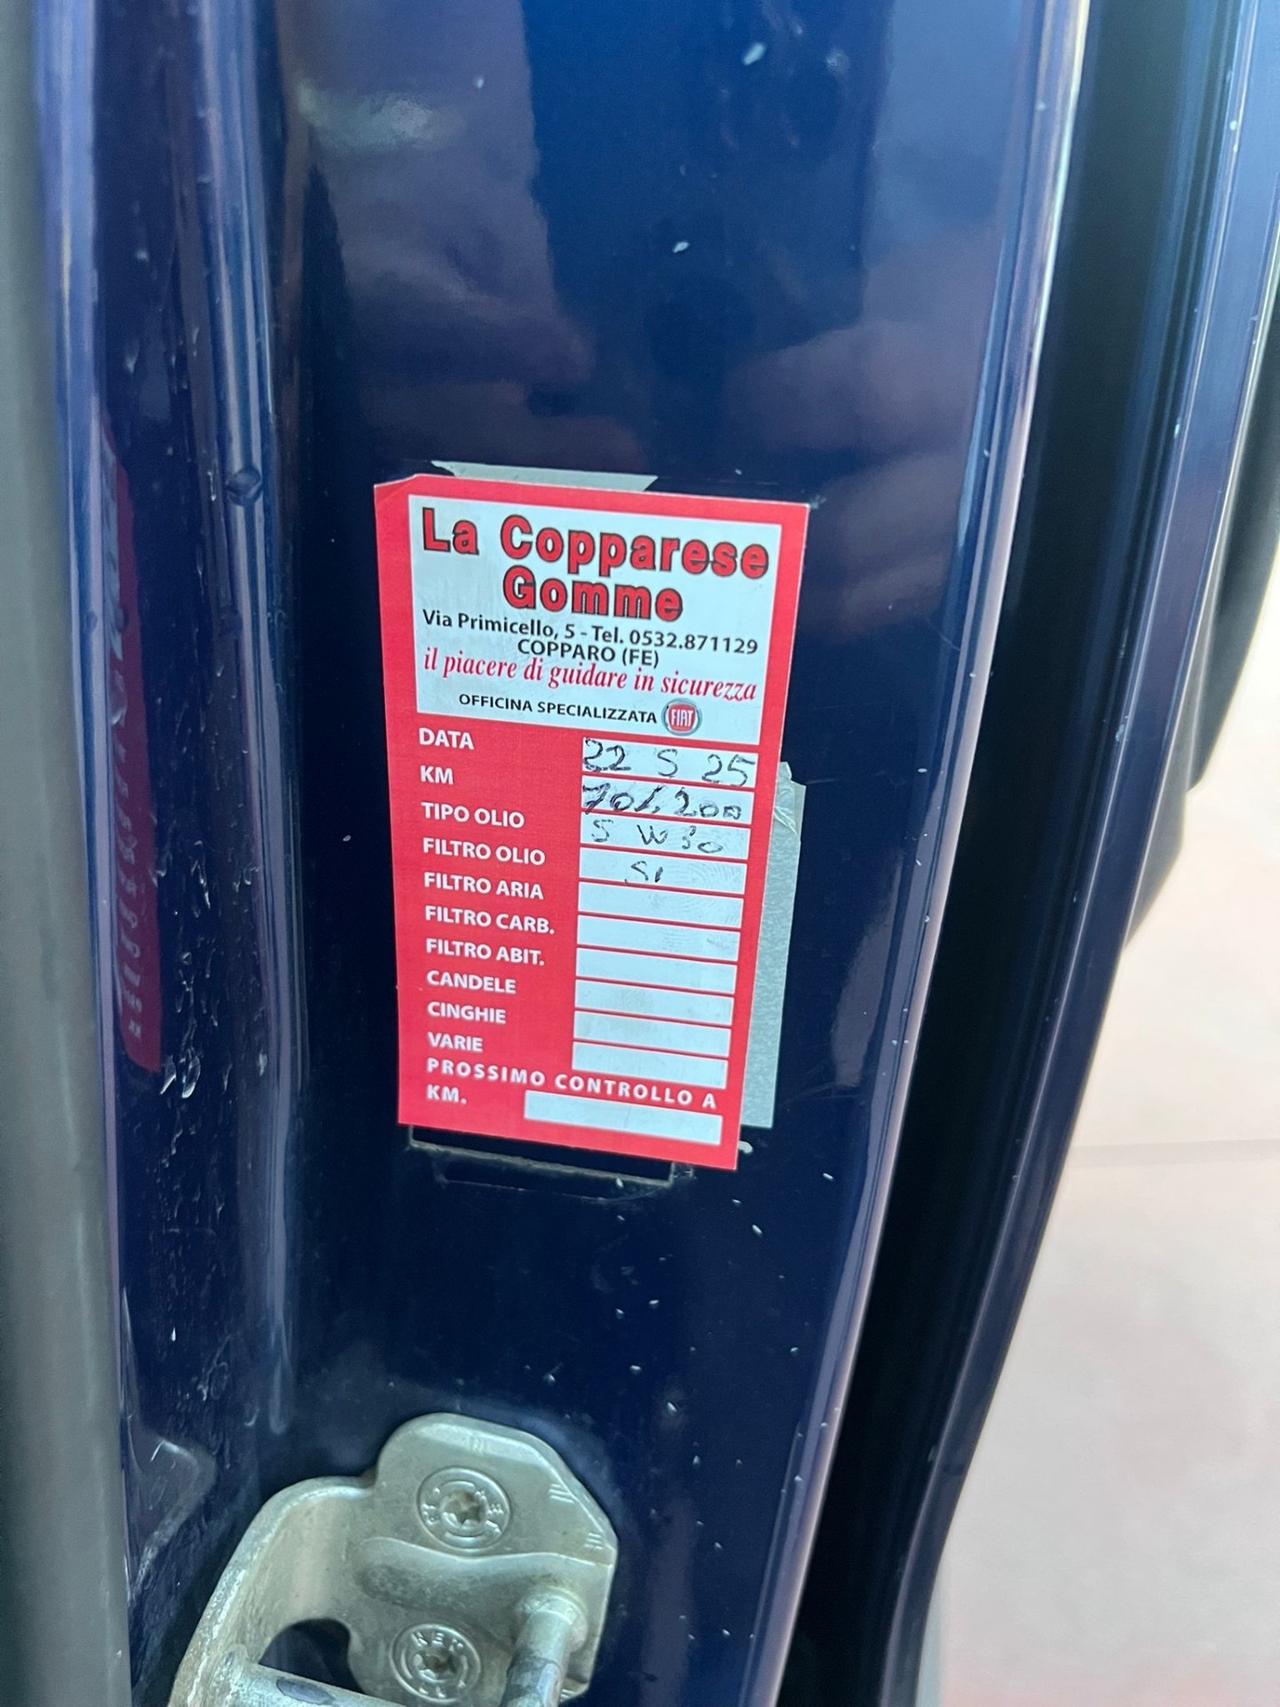 La Copparese
Gomme
Via Primicello, 5 - Tel. 0532.871129
COPPARO (FE)
il piacere di guidare in sicurezza
OFFICINA SPECIALIZZATA FIAT
DATA 22 5 25
KM
TIPO OLIO 5 W 30
FILTRO OLIO SI
FILTRO ARIA
FILTRO CARB.
FILTRO ABIT.
CANDELE
CINGHIE
VARIE
PROSSIMO CONTROLLO A
KM.